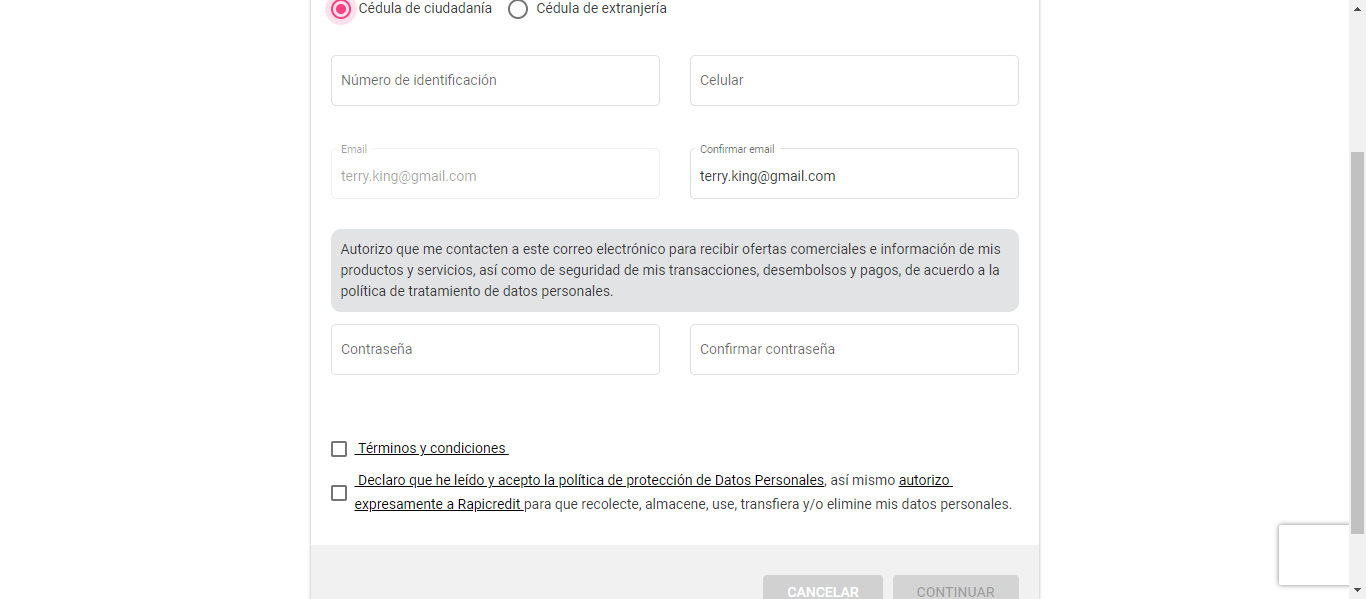 Cédula de ciudadanía Cédula de extranjería
Número de identificación Celular
Email Confirmar email
terry.king@gmail.com terry.king@gmail.com
Autorizo que me contacten a este correo electrónico para recibir ofertas comerciales e información de mis
productos y servicios, así como de seguridad de mis transacciones, desembolsos y pagos, de acuerdo a la
política de tratamiento de datos personales.
Contraseña Confirmar contraseña
Términos y condiciones
Declaro que he leído y acepto la política de protección de Datos Personales, así mismo autorizo
expresamente a Rapicredit para que recolecte, almacene, use, transfiera y/o elimine mis datos personales.
CANCELAR CONTINUAR